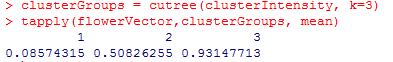 > clusterGroups = cutree(clusterIntensity, k=3)
> tapply(flowerVector,clusterGroups, mean)
1 2 3
0.08574315 0.50826255 0.93147713